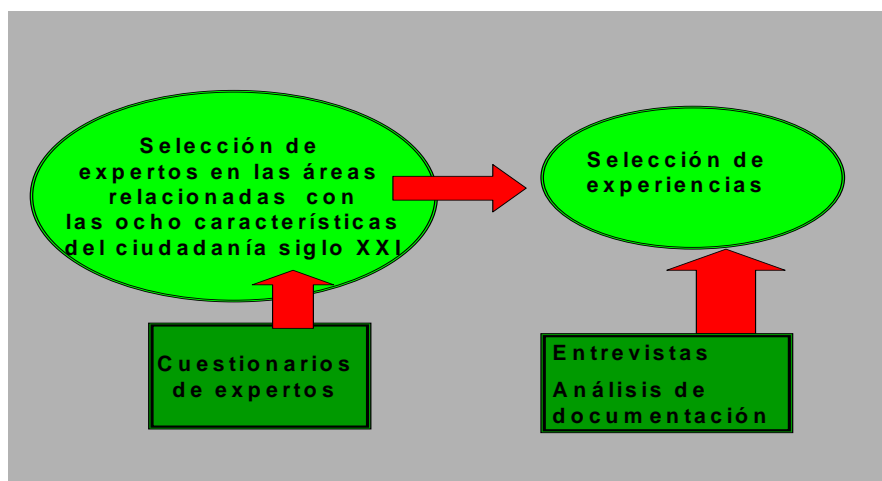 Selección de
expertos en las áreas
relacionadas con
las ocho características
del ciudadanía siglo XXI
Selección de
experiencias
Cuestionarios
de expertos
Entrevistas
Análisis de
documentación